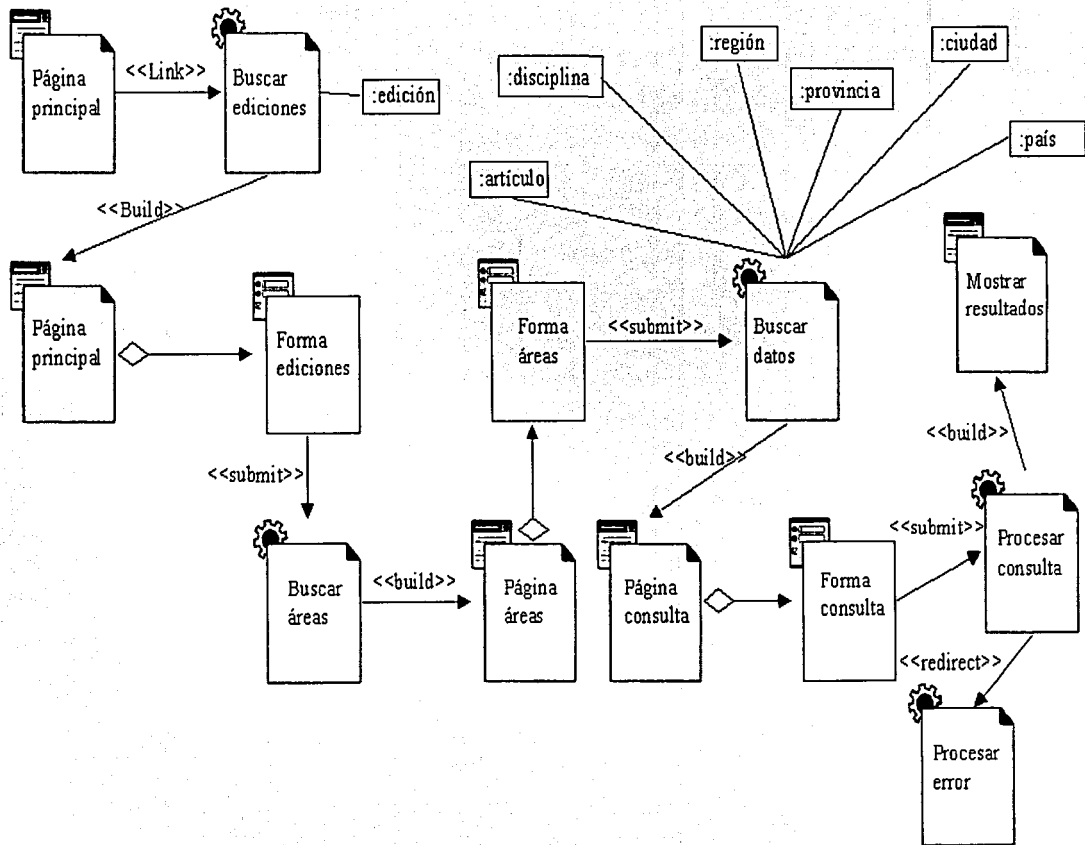 Página
principal
<<Link>>
Buscar
ediciones
:edición
:disciplina
:región
:provincia
:ciudad
:país
:artículo
<<Build>>
Página
principal
Forma
ediciones
Forma
áreas
<<submit>>
Buscar
datos
Mostrar
resultados
<<submit>>
<<build>>
<<build>>
Buscar
áreas
<<build>>
Página
áreas
Página
consulta
Forma
consulta
<<submit>>
Procesar
consulta
<<redirect>>
Procesar
error